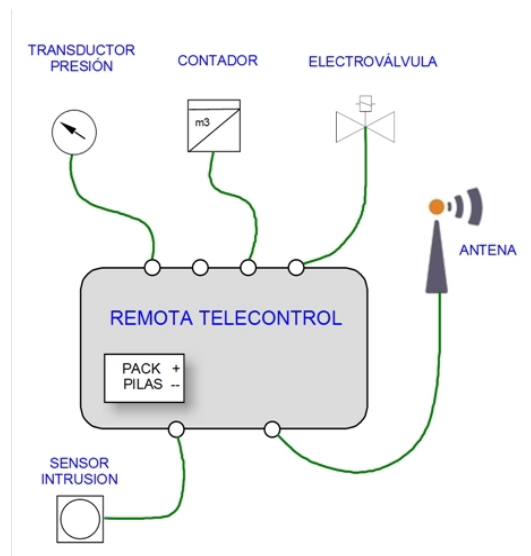 TRANSDUCTOR
PRESIÓN
CONTADOR
ELECTROVÁLVULA
m3
ANTENA
REMOTA TELECONTROL
PACK +
PILAS --
SENSOR
INTRUSION